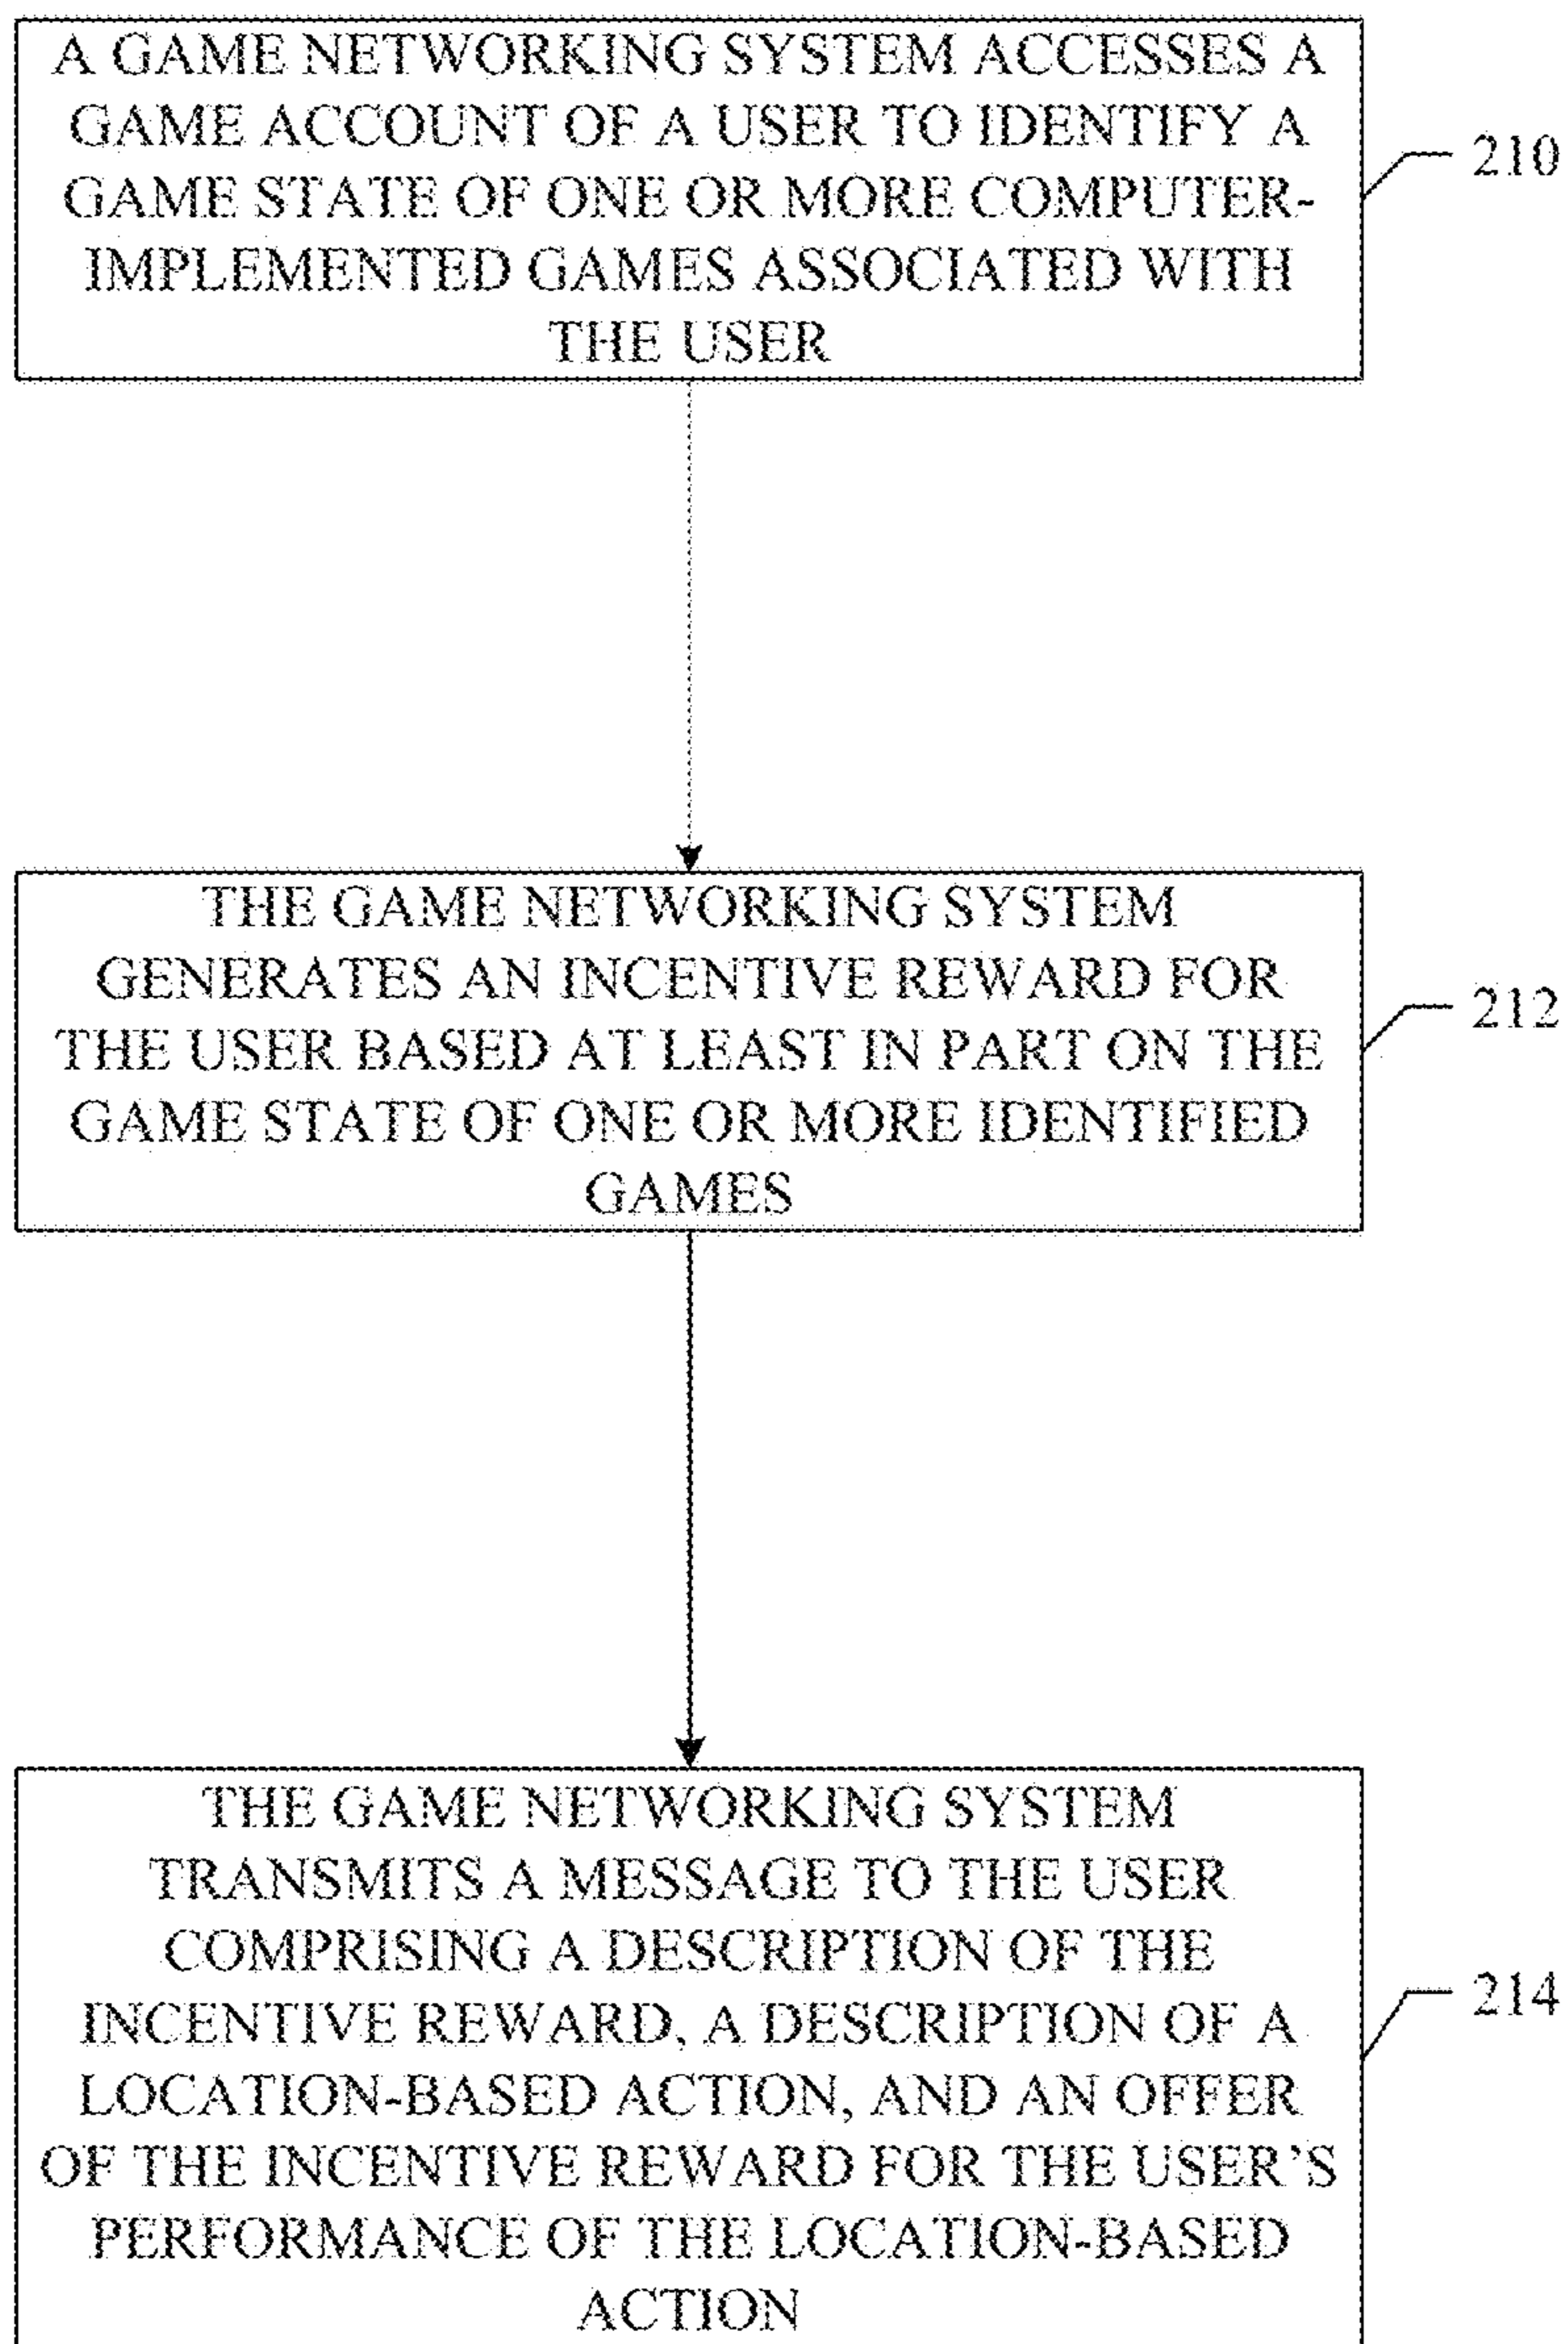 A GAME NETWORKING SYSTEM ACCESSES A
GAME ACCOUNT OF A USER TO IDENTIFY A
GAME STATE OF ONE OR MORE COMPUTER-
IMPLEMENTED GAMES ASSOCIATED WITH
THE USER
210
THE GAME NETWORKING SYSTEM
GENERATES AN INCENTIVE REWARD FOR
THE USER BASED AT LEAST IN PART ON THE
GAME STATE OF ONE OR MORE IDENTIFIED
GAMES
212
THE GAME NETWORKING SYSTEM
TRANSMITS A MESSAGE TO THE USER
COMPRISING A DESCRIPTION OF THE
INCENTIVE REWARD, A DESCRIPTION OF A
LOCATION-BASED ACTION, AND AN OFFER
OF THE INCENTIVE REWARD FOR THE USER’S
PERFORMANCE OF THE LOCATION-BASED
ACTION
214